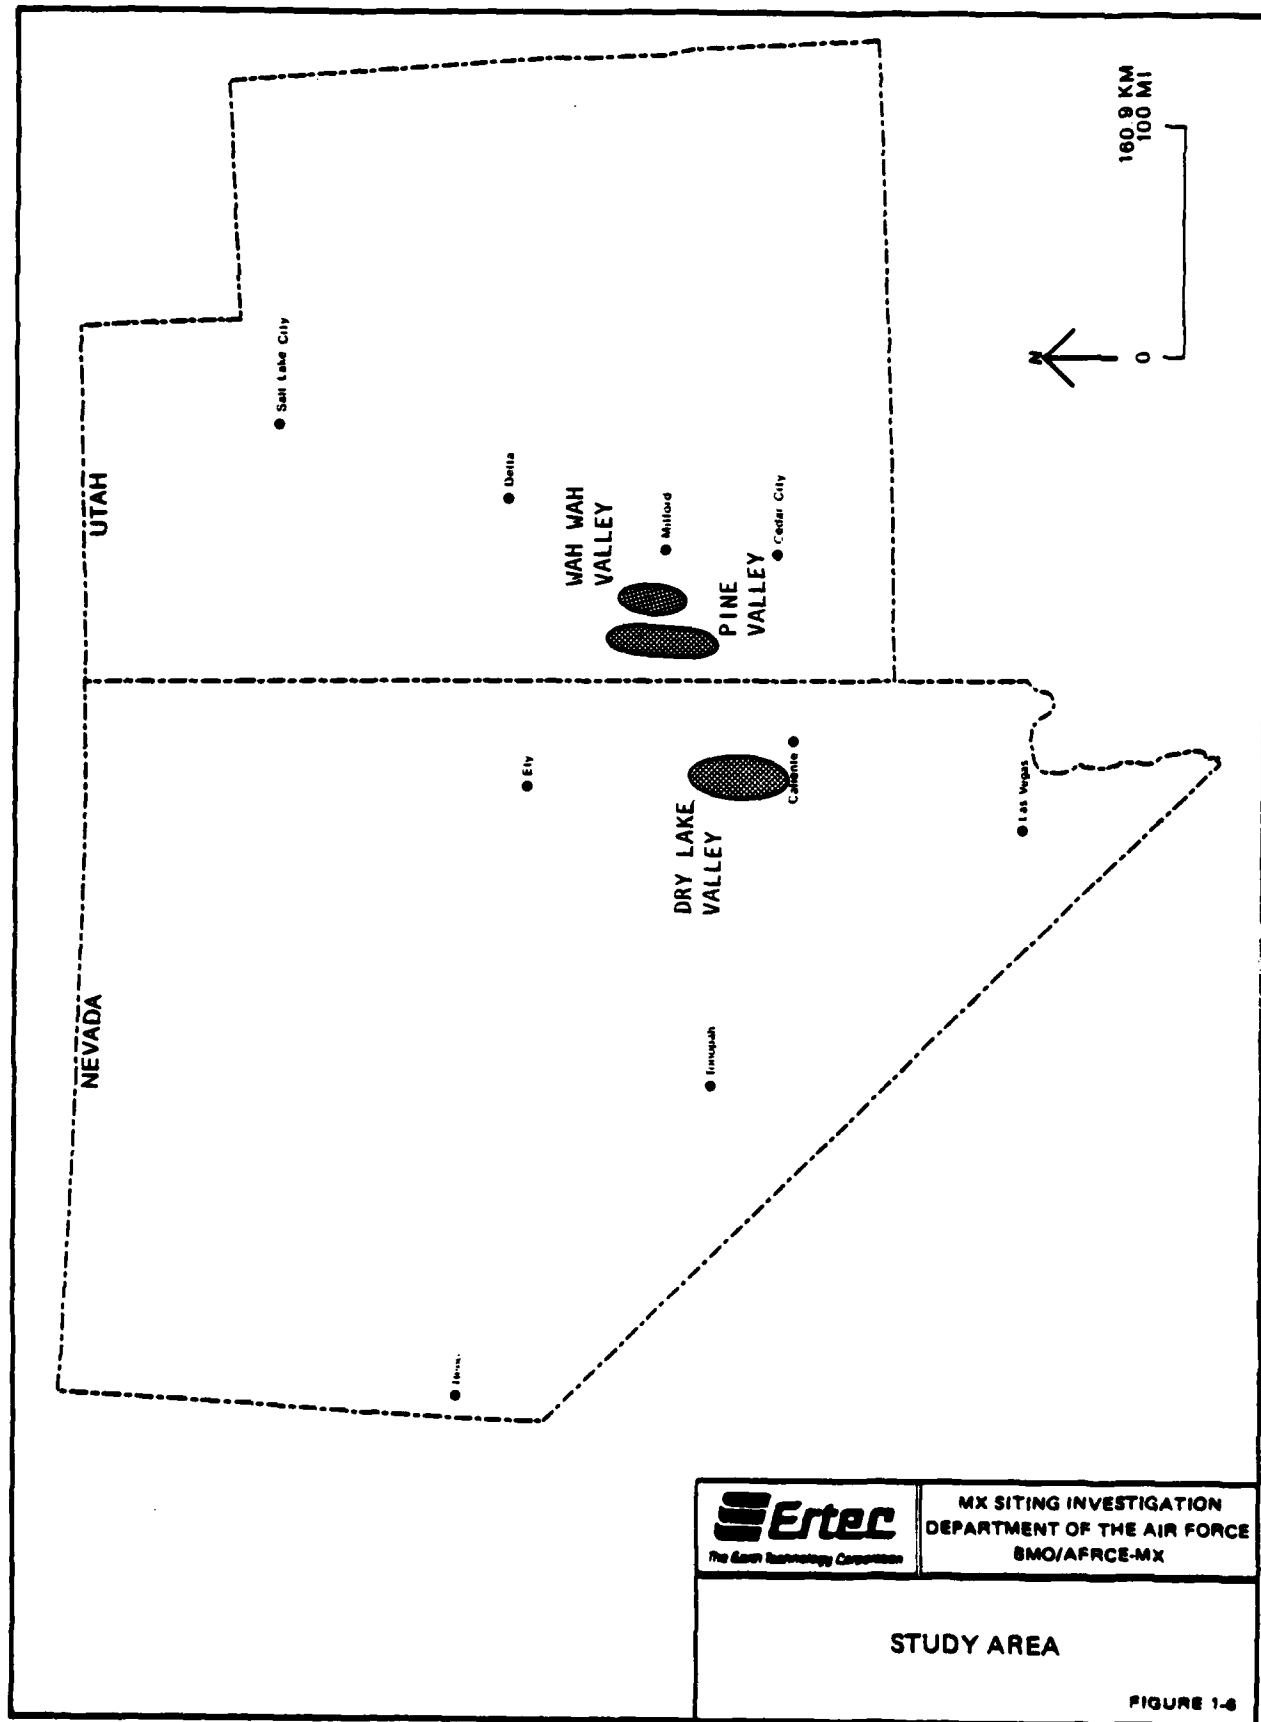 NEVADA
UTAH
Salt Lake City
Ely
Delta
WAH WAH
VALLEY
Milford
PINE
VALLEY
Cedar City
DRY LAKE
VALLEY
Caliente
Tonopah
Las Vegas
N
0
160.9 KM
100 MI
Ertec
The Earth Technology Corporation
MX SITING INVESTIGATION
DEPARTMENT OF THE AIR FORCE
BMO/AFRCE-MX
STUDY AREA
FIGURE 1-6